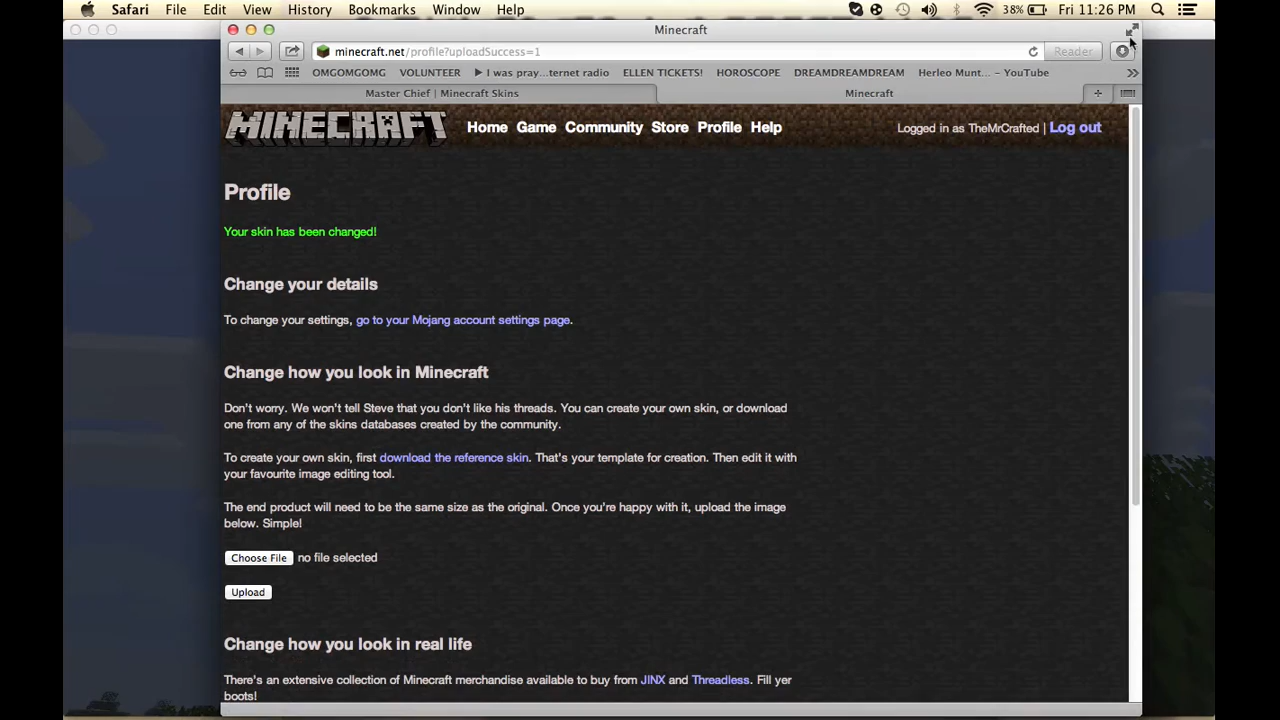 Safari File Edit View History Bookmarks Window Help 38% Fri 11:26 PM
Minecraft
minecraft.net/profile?uploadSuccess=1 Reader
OMGOMGOMG VOLUNTEER I was pray...ternet radio ELLEN TICKETS! HOROSCOPE DREAMDREAMDREAM Herleo Munt... – YouTube
Master Chief | Minecraft Skins Minecraft
MINECRAFT Home Game Community Store Profile Help Logged in as TheMrCrafted | Log out
Profile
Your skin has been changed!
Change your details
To change your settings, go to your Mojang account settings page.
Change how you look in Minecraft
Don't worry. We won't tell Steve that you don't like his threads. You can create your own skin, or download
one from any of the skins databases created by the community.
To create your own skin, first download the reference skin. That's your template for creation. Then edit it with
your favourite image editing tool.
The end product will need to be the same size as the original. Once you're happy with it, upload the image
below. Simple!
Choose File no file selected
Upload
Change how you look in real life
There's an extensive collection of Minecraft merchandise available to buy from JINX and Threadless. Fill yer
boots!